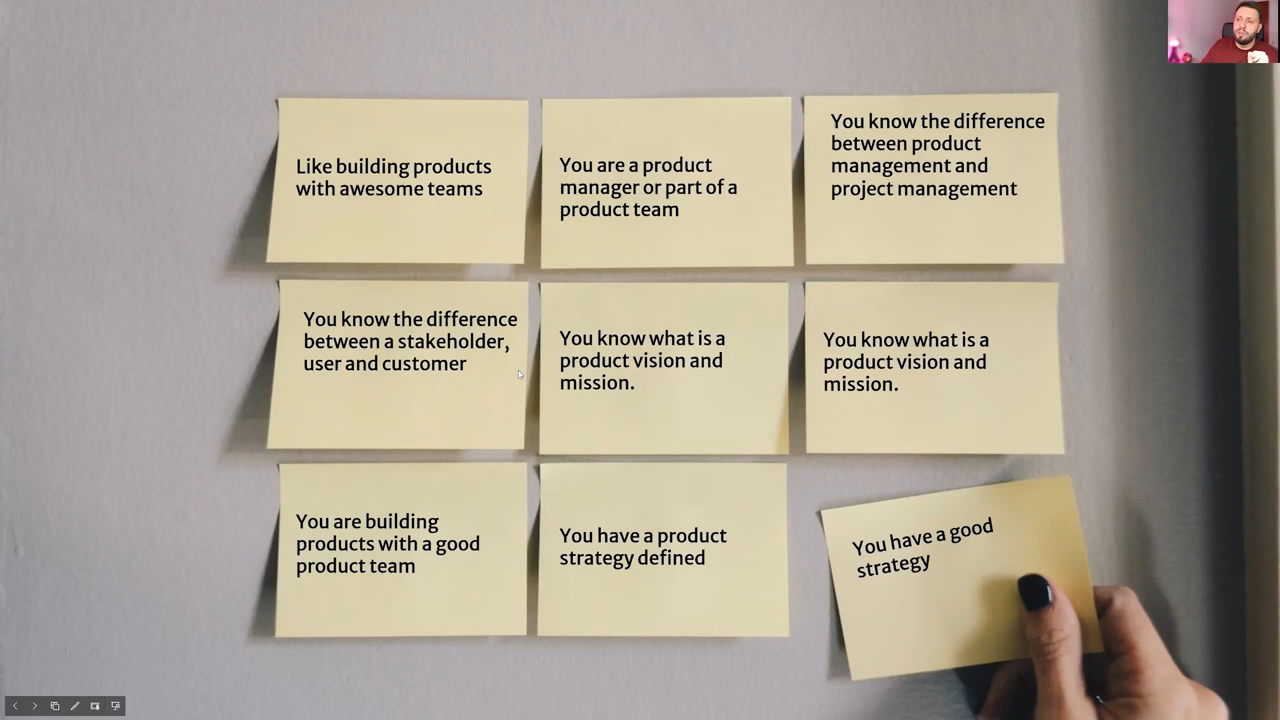 Like building products
with awesome teams
You are a product
manager or part of a
product team
You know the difference
between product
management and
project management
You know the difference
between a stakeholder,
user and customer
You know what is a
product vision and
mission.
You know what is a
product vision and
mission.
You are building
products with a good
product team
You have a product
strategy defined
You have a good
strategy